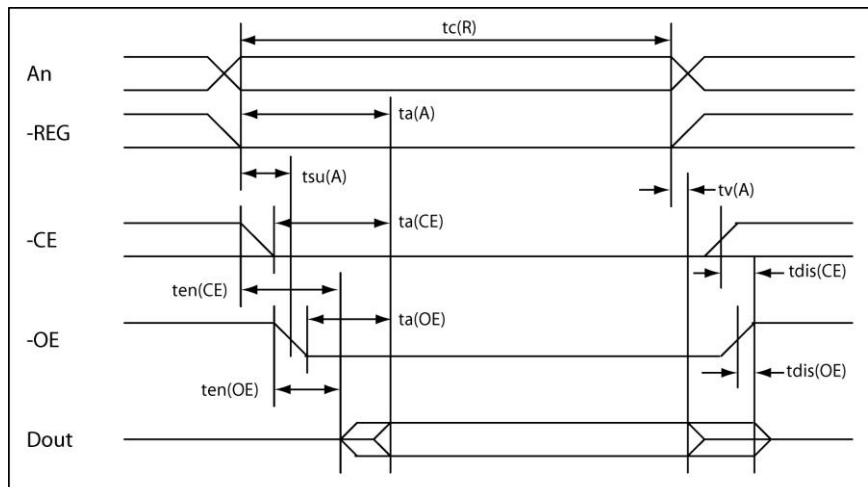 tc(R)
An
ta(A)
-REG
tsu(A)
tv(A)
ta(CE)
-CE
tdis(CE)
ten(CE)
ta(OE)
-OE
tdis(OE)
ten(OE)
Dout